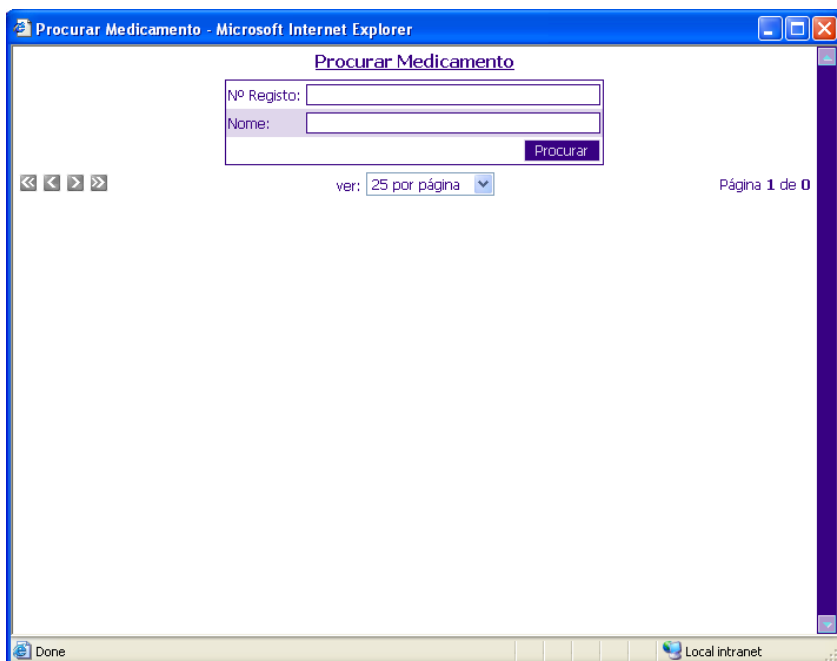 Procurar Medicamento - Microsoft Internet Explorer
Procurar Medicamento
Nº Registo:
Nome:
Procurar
ver: 25 por página Página 1 de 0
Done Local intranet